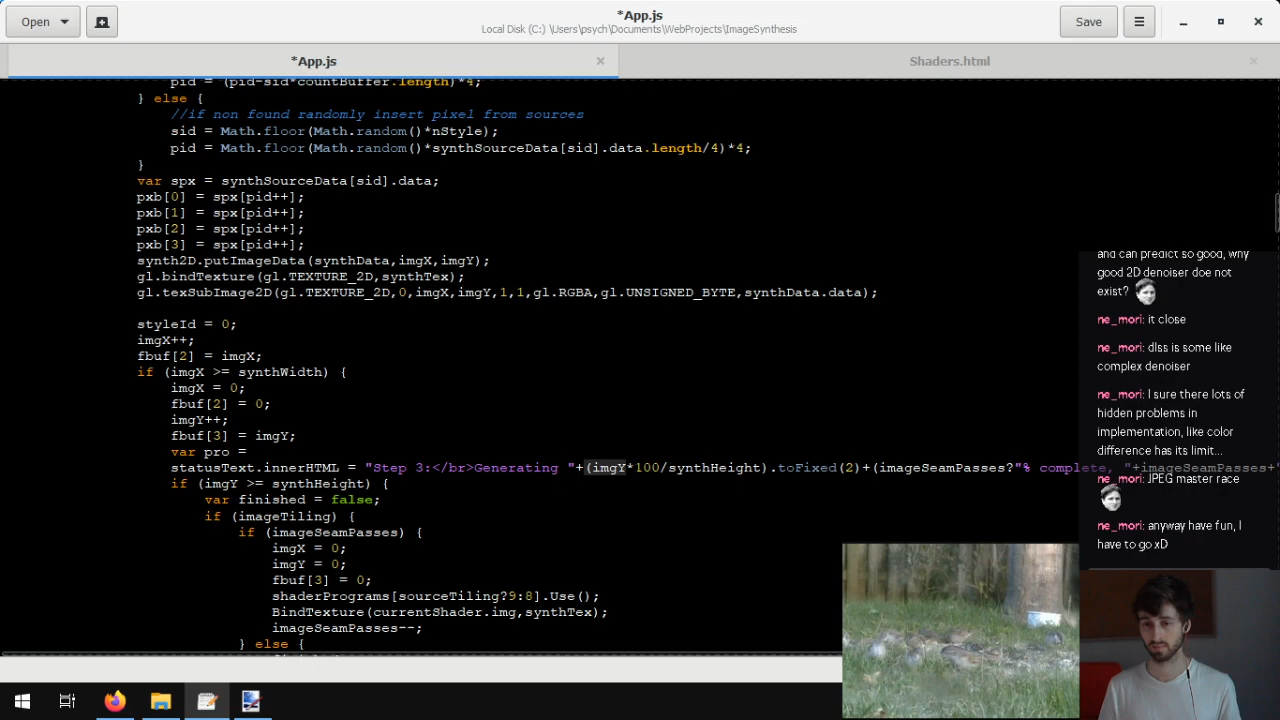 Open
*App.js
Local Disk (C:) \Users\psych\Documents\WebProjects\ImageSynthesis
Save
*App.js
Shaders.html
pid = (pid-sid*countBuffer.length)*4;
} else {
//if non found randomly insert pixel from sources
sid = Math.floor(Math.random()*nStyle);
pid = Math.floor(Math.random()*synthSourceData[sid].data.length/4)*4;
}
var spx = synthSourceData[sid].data;
pxb[0] = spx[pid++];
pxb[1] = spx[pid++];
pxb[2] = spx[pid++];
pxb[3] = spx[pid++];
synth2D.putImageData(synthData,imgX,imgY);
gl.bindTexture(gl.TEXTURE_2D,synthTex);
gl.texSubImage2D(gl.TEXTURE_2D,0,imgX,imgY,1,1,gl.RGBA,gl.UNSIGNED_BYTE,synthData.data);
styleId = 0;
imgX++;
fbuf[2] = imgX;
if (imgX >= synthWidth) {
imgX = 0;
fbuf[2] = 0;
imgY++;
fbuf[3] = imgY;
var pro =
statusText.innerHTML = "Step 3:</br>Generating "+(imgY*100/synthHeight).toFixed(2)+(imageSeamPasses?"% complete, "+imageSeamPasses+"
if (imgY >= synthHeight) {
var finished = false;
if (imageTiling) {
if (imageSeamPasses) {
imgX = 0;
imgY = 0;
fbuf[3] = 0;
shaderPrograms[sourceTiling?9:8].Use();
BindTexture(currentShader.img,synthTex);
imageSeamPasses--;
} else {
and can predict so good, why
good 2D denoiser doe not
exist?
ne_mori: it close
ne_mori: dlss is some like
complex denoiser
ne_mori: I sure there lots of
hidden problems in
implementation, like color
difference has its limit...
ne_mori: JPEG master race
ne_mori: anyway have fun, I
have to go xD